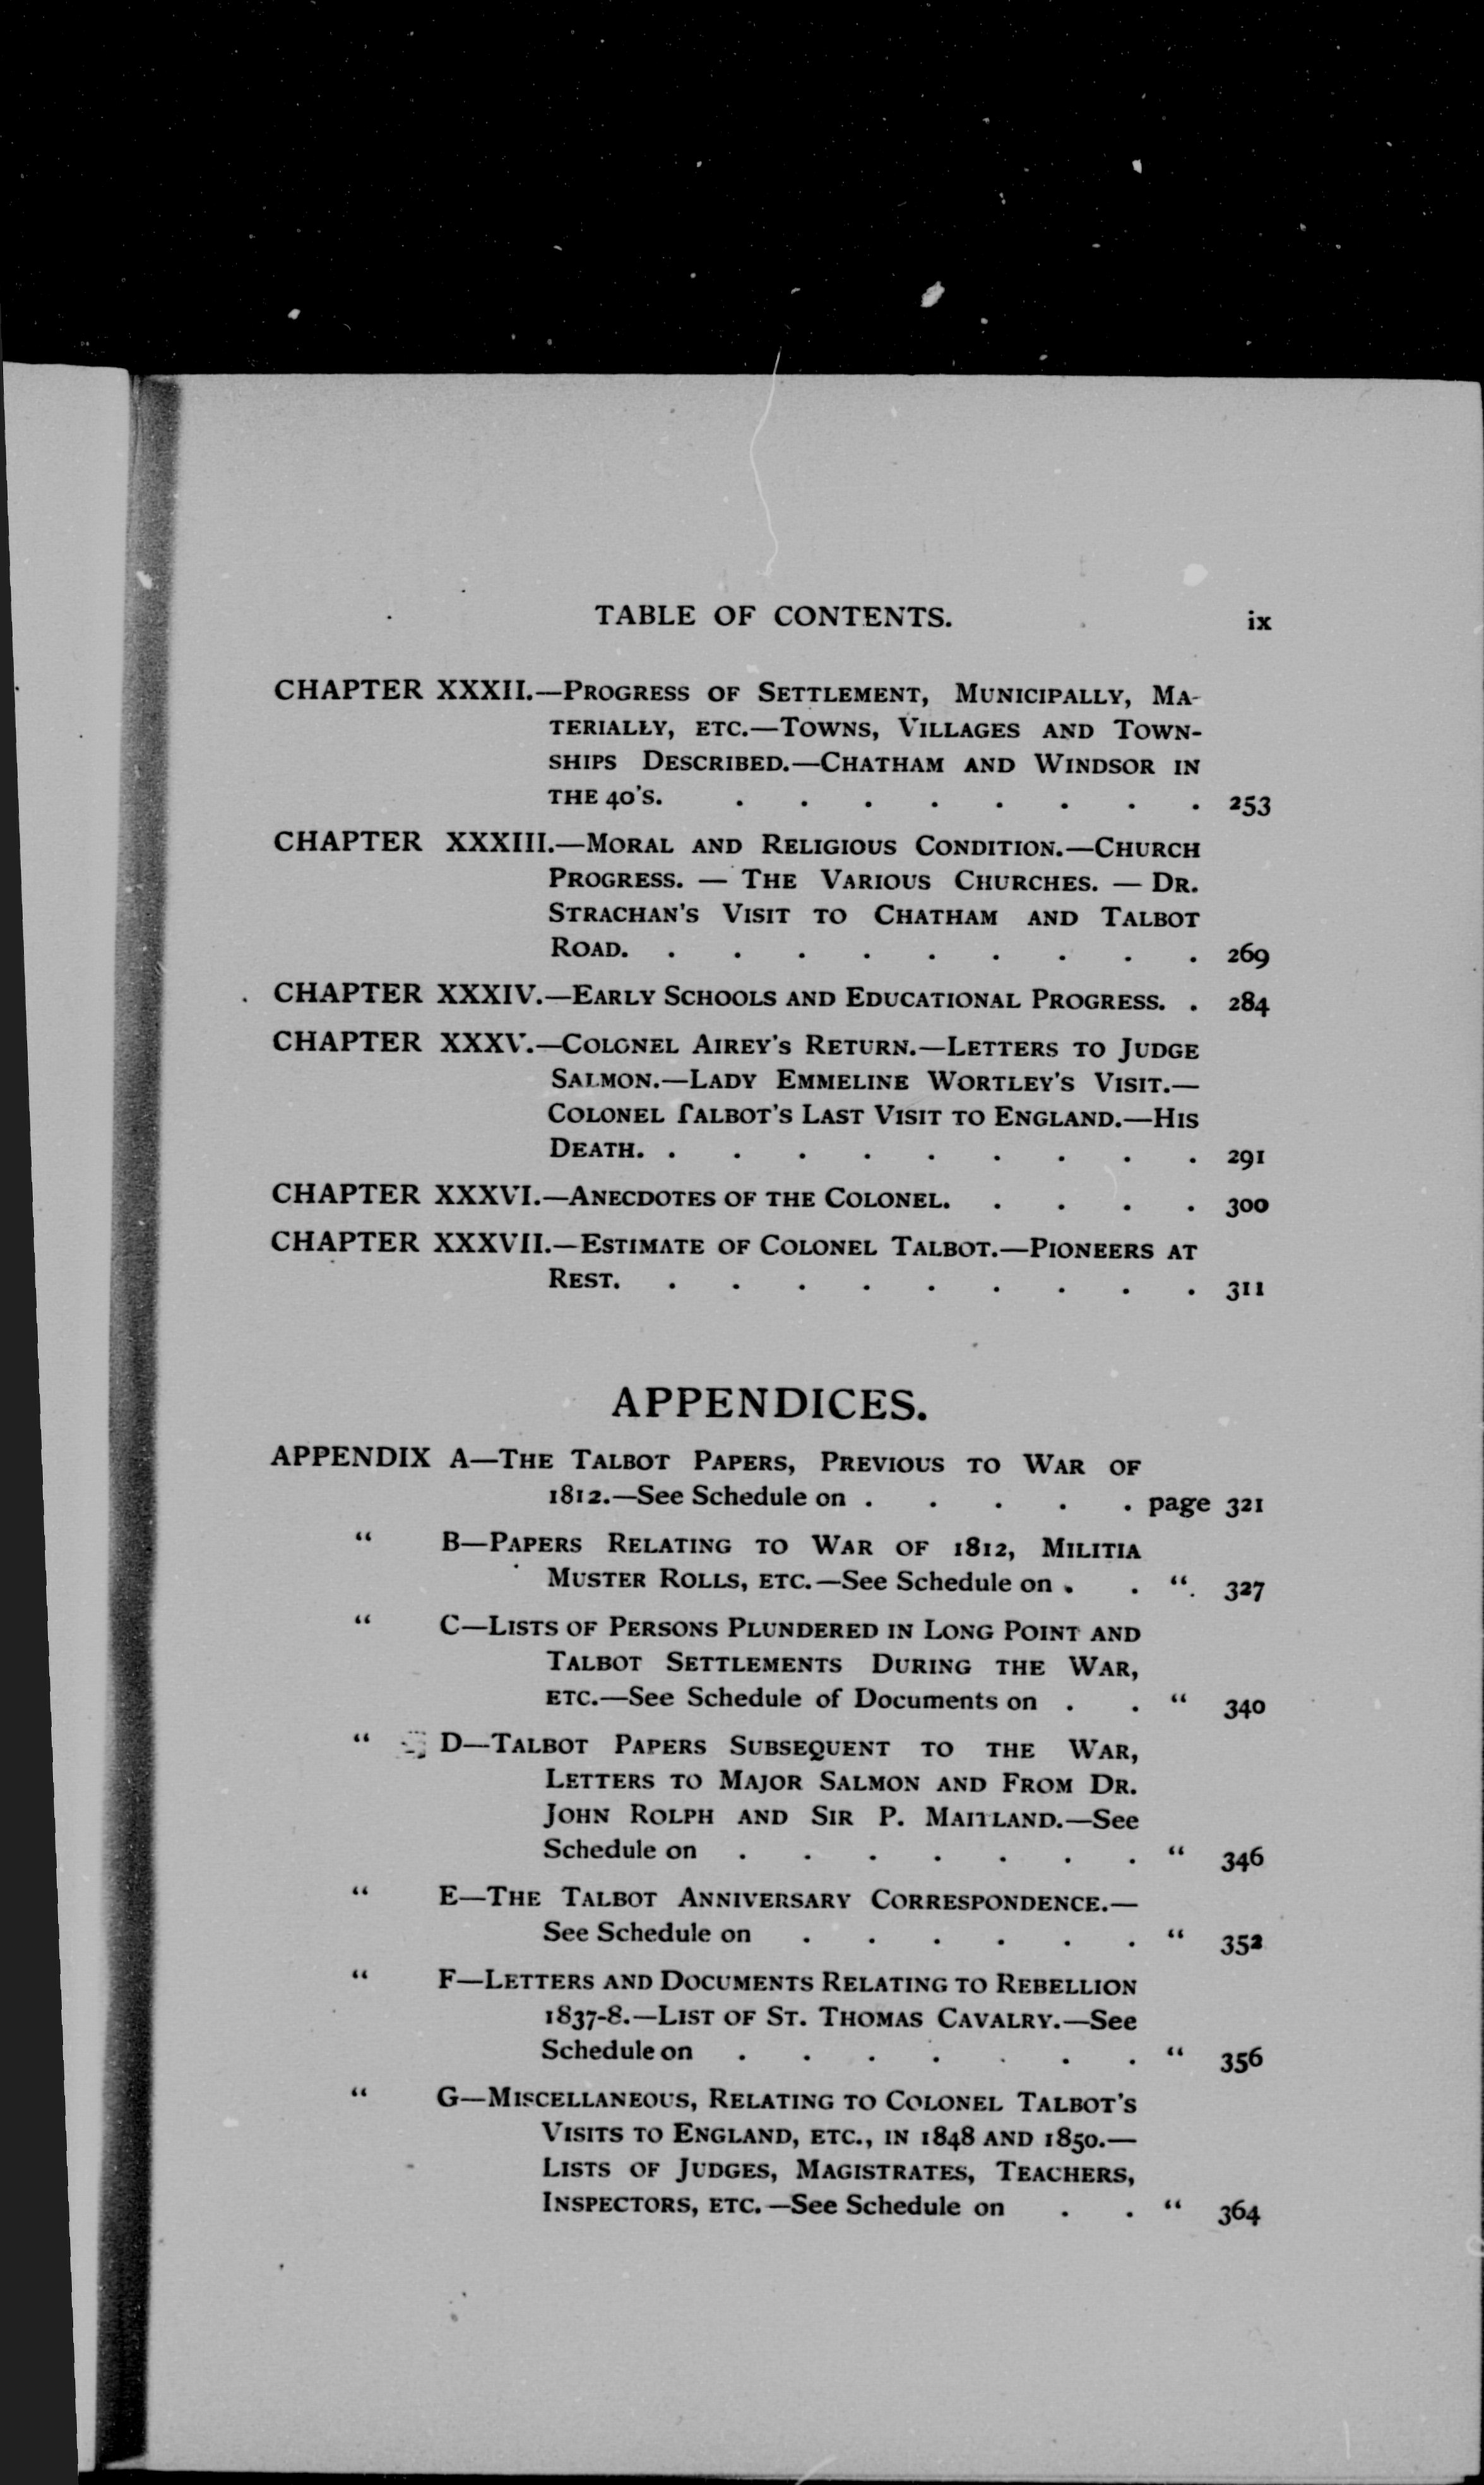 TABLE OF CONTENTS. ix
CHAPTER XXXII.—Progress of Settlement, Municipally, Ma-
terially, etc.—Towns, Villages and Town-
ships Described.—Chatham and Windsor in
the 40's. . . . . . . . . 253
CHAPTER XXXIII.—Moral and Religious Condition.—Church
Progress. — The Various Churches. — Dr.
Strachan's Visit to Chatham and Talbot
Road. . . . . . . . . . 269
CHAPTER XXXIV.—Early Schools and Educational Progress. . 284
CHAPTER XXXV.—Colonel Airey's Return.—Letters to Judge
Salmon.—Lady Emmeline Wortley's Visit.—
Colonel Talbot's Last Visit to England.—His
Death. . . . . . . . . . 291
CHAPTER XXXVI.—Anecdotes of the Colonel. . . . . 300
CHAPTER XXXVII.—Estimate of Colonel Talbot.—Pioneers at
Rest. . . . . . . . . . 311
APPENDICES.
APPENDIX A—The Talbot Papers, Previous to War of
1812.—See Schedule on . . . . . page 321
“ B—Papers Relating to War of 1812, Militia
Muster Rolls, etc.—See Schedule on . . “ 327
“ C—Lists of Persons Plundered in Long Point and
Talbot Settlements During the War,
etc.—See Schedule of Documents on . . “ 340
“ D—Talbot Papers Subsequent to the War,
Letters to Major Salmon and From Dr.
John Rolph and Sir P. Maitland.—See
Schedule on . . . . . . . “ 346
“ E—The Talbot Anniversary Correspondence.—
See Schedule on . . . . . . “ 352
“ F—Letters and Documents Relating to Rebellion
1837-8.—List of St. Thomas Cavalry.—See
Schedule on . . . . . . . “ 356
“ G—Miscellaneous, Relating to Colonel Talbot's
Visits to England, etc., in 1848 and 1850.—
Lists of Judges, Magistrates, Teachers,
Inspectors, etc.—See Schedule on . . “ 364